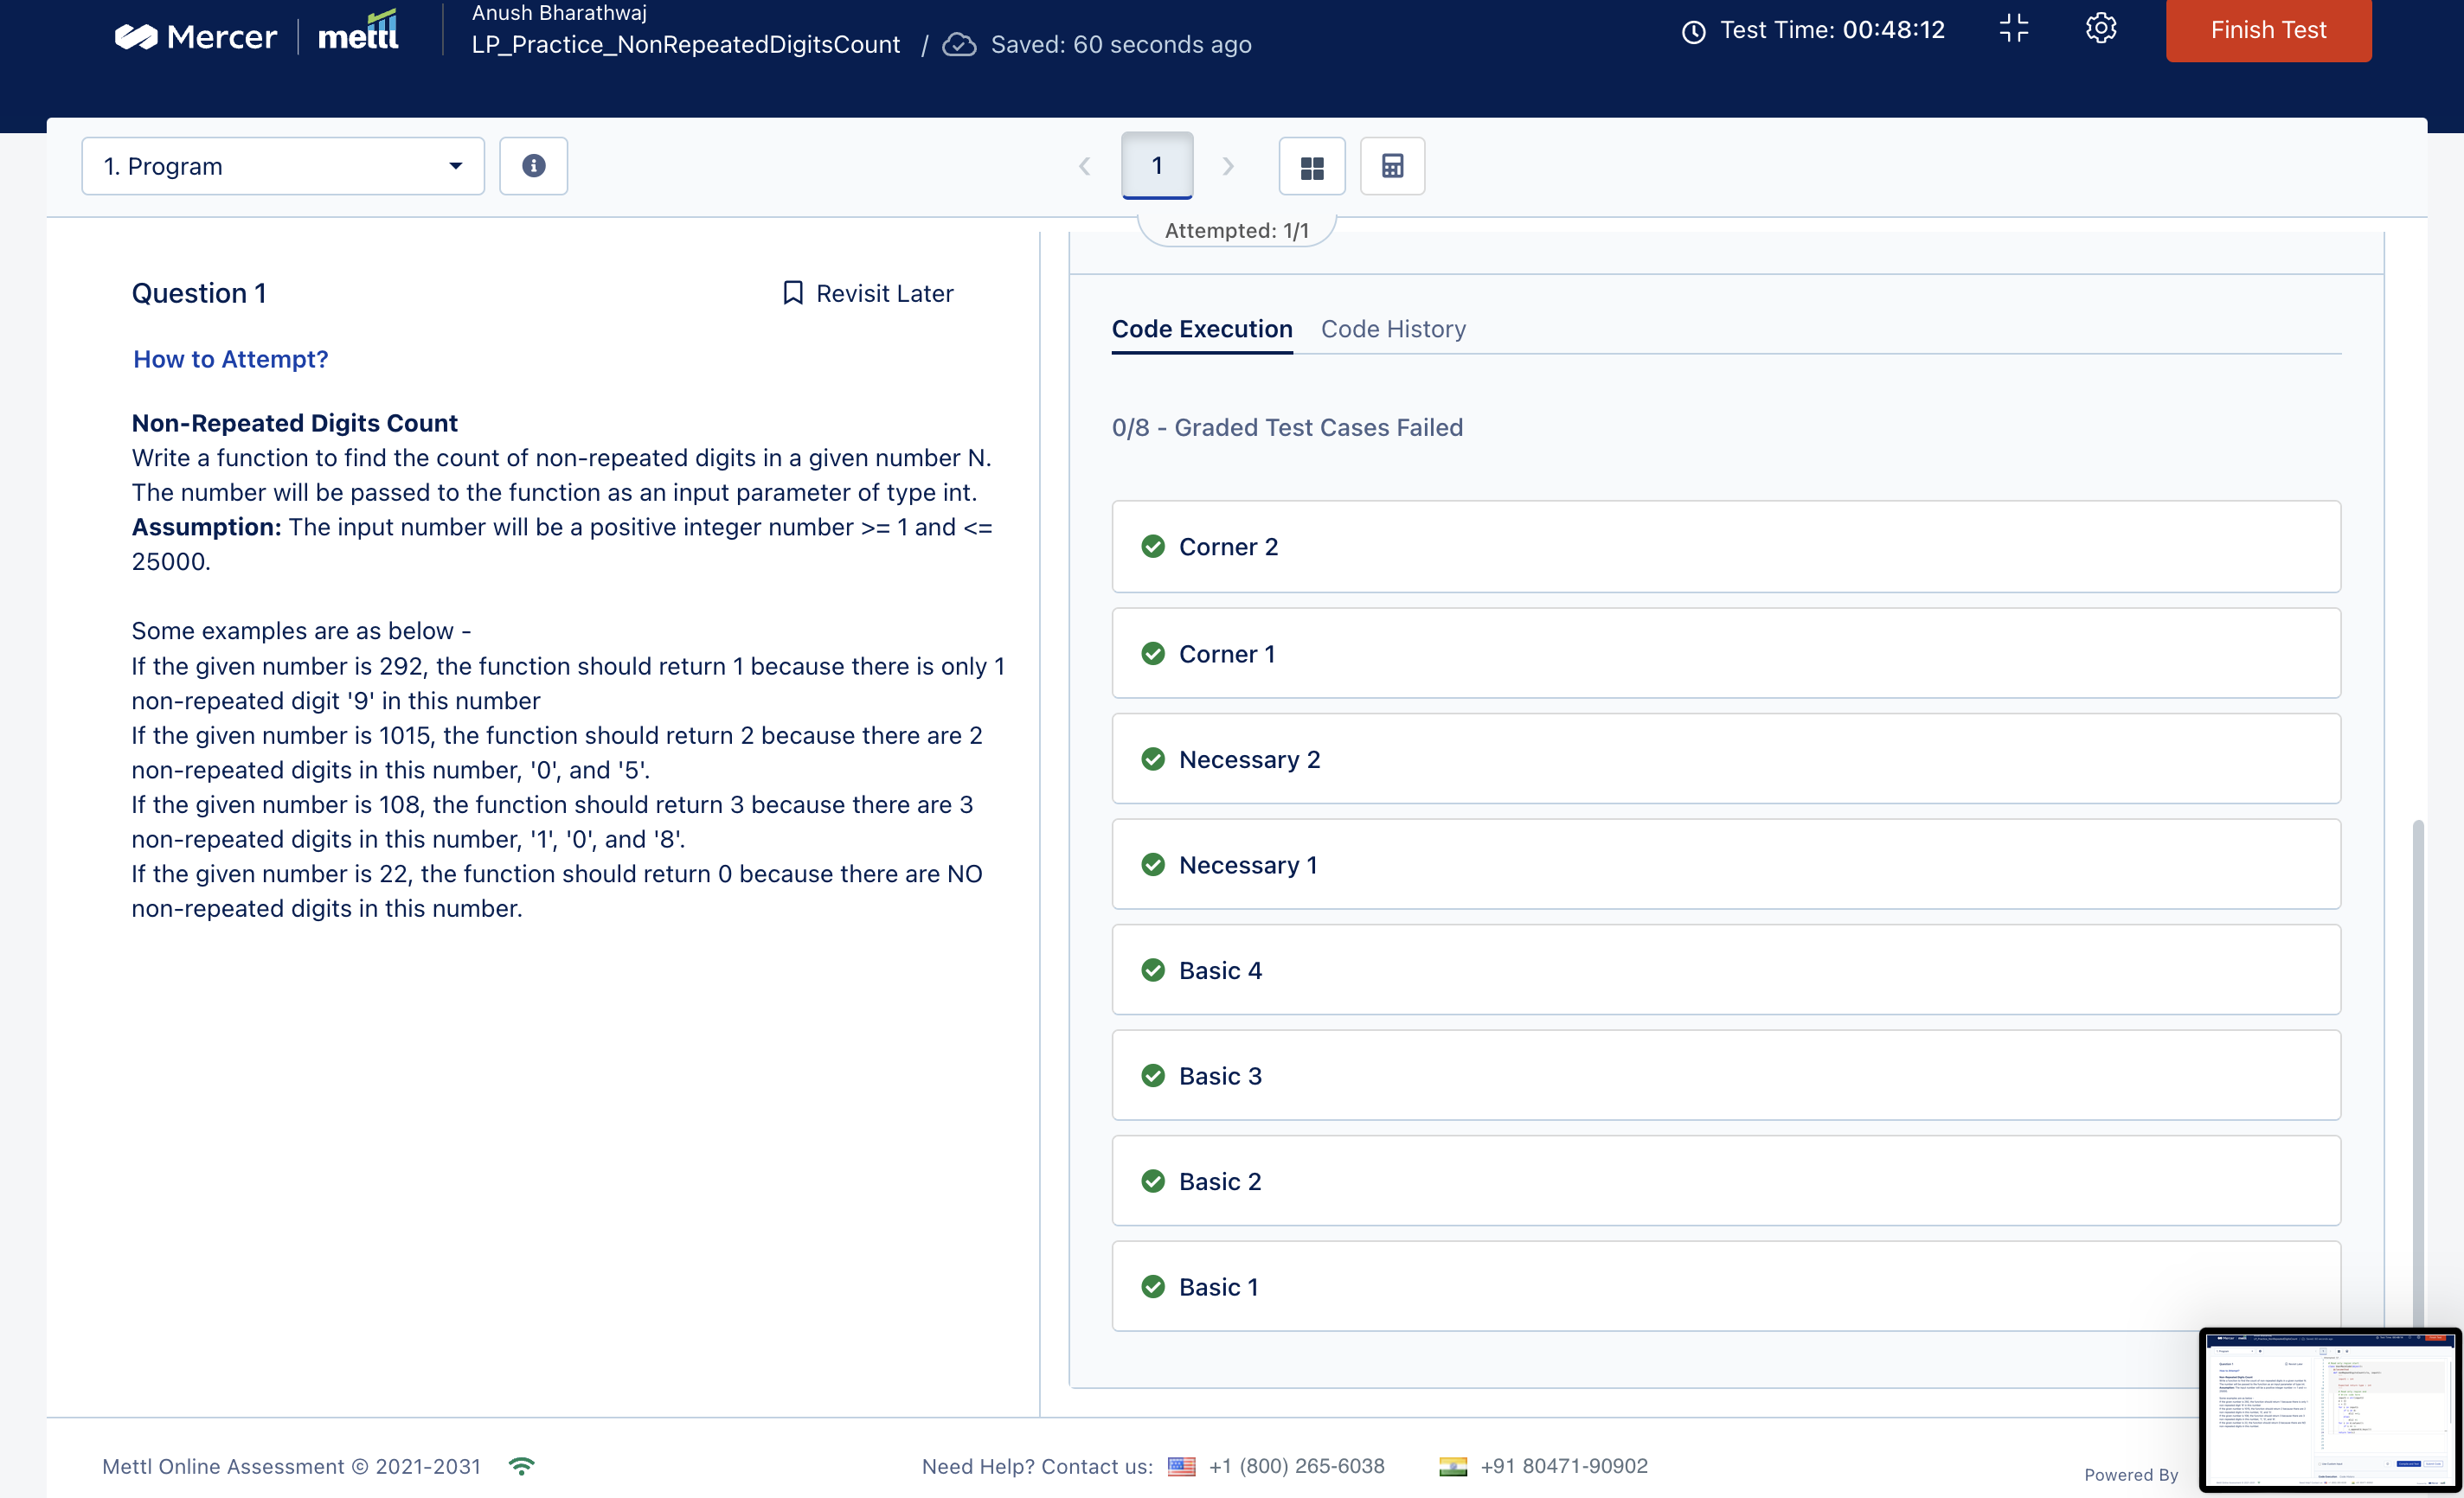 Mercer mettl
Anush Bharathwaj
LP_Practice_NonRepeatedDigitsCount / Saved: 60 seconds ago
Test Time: 00:48:12
Finish Test
1. Program
i
1
Attempted: 1/1
Question 1
Revisit Later
How to Attempt?
Non-Repeated Digits Count
Write a function to find the count of non-repeated digits in a given number N.
The number will be passed to the function as an input parameter of type int.
Assumption: The input number will be a positive integer number >= 1 and <=
25000.
Some examples are as below -
If the given number is 292, the function should return 1 because there is only 1
non-repeated digit '9' in this number
If the given number is 1015, the function should return 2 because there are 2
non-repeated digits in this number, '0', and '5'.
If the given number is 108, the function should return 3 because there are 3
non-repeated digits in this number, '1', '0', and '8'.
If the given number is 22, the function should return 0 because there are NO
non-repeated digits in this number.
Code Execution
Code History
0/8 - Graded Test Cases Failed
Corner 2
Corner 1
Necessary 2
Necessary 1
Basic 4
Basic 3
Basic 2
Basic 1
Mettl Online Assessment © 2021-2031
Need Help? Contact us: +1 (800) 265-6038 +91 80471-90902
Powered By